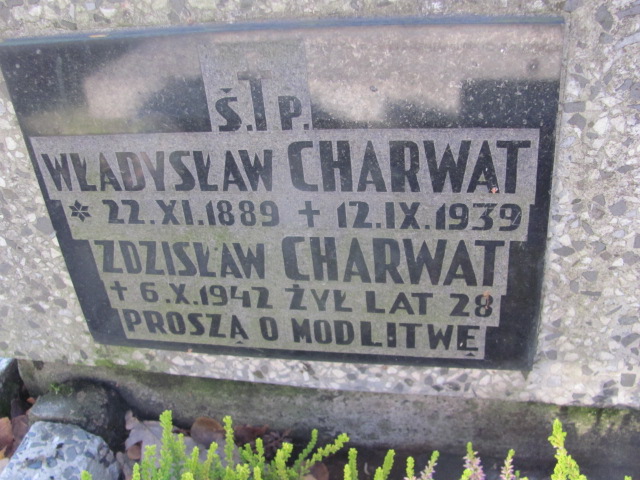 Ś. P.
WŁADYSŁAW CHARWAT
* 22.XI.1889 + 12.IX.1939
ZDZISŁAW CHARWAT
+ 6.X.1942 ŻYŁ LAT 28
PROSZĄ O MODLITWĘ